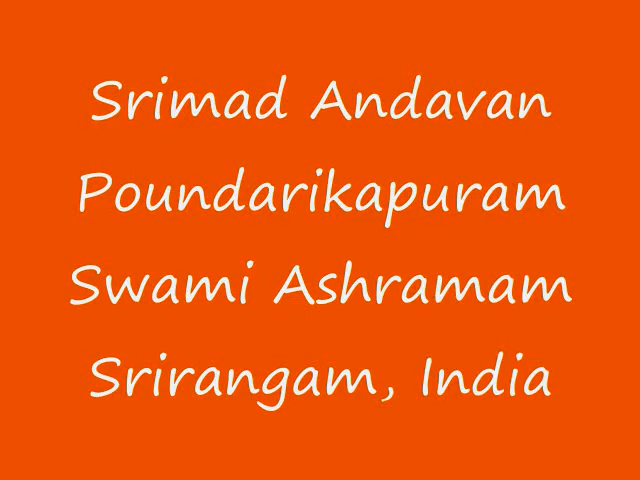 Srimad Andavan
Poundarikapuram
Swami Ashramam
Srirangam, India